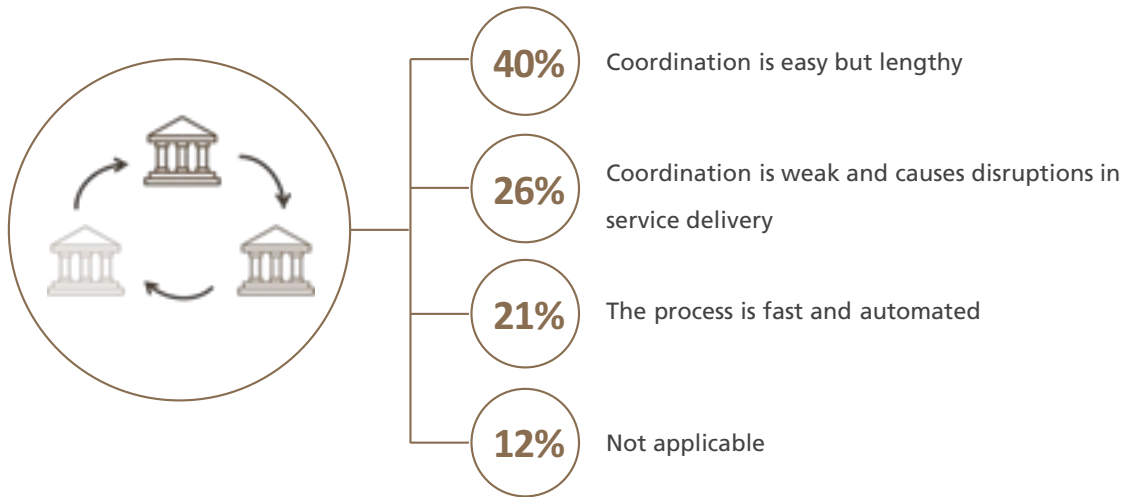 40%
Coordination is easy but lengthy
26%
Coordination is weak and causes disruptions in
service delivery
21%
The process is fast and automated
12%
Not applicable